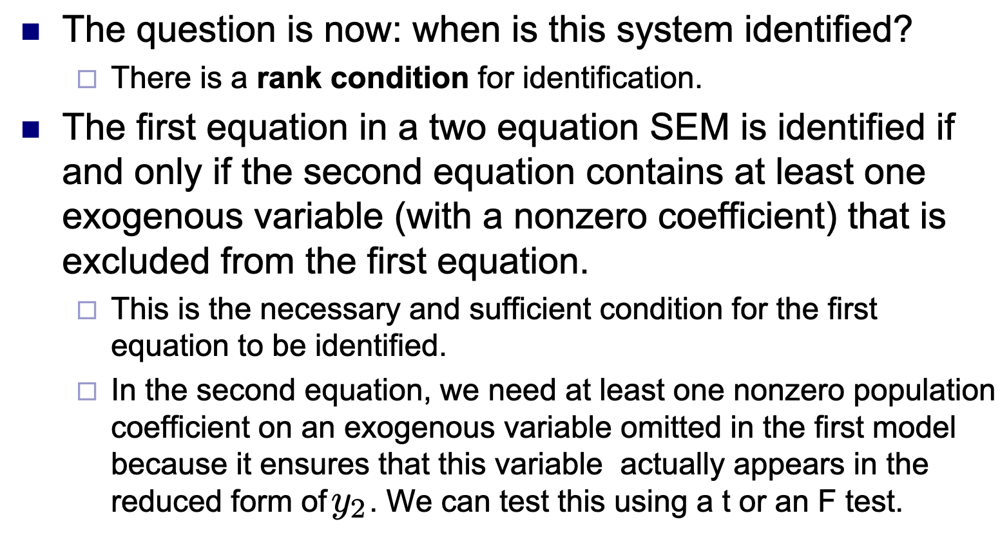 The question is now: when is this system identified?
There is a rank condition for identification.
The first equation in a two equation SEM is identified if
and only if the second equation contains at least one
exogenous variable (with a nonzero coefficient) that is
excluded from the first equation.
This is the necessary and sufficient condition for the first
equation to be identified.
In the second equation, we need at least one nonzero population
coefficient on an exogenous variable omitted in the first model
because it ensures that this variable actually appears in the
reduced form of y₂. We can test this using a t or an F test.